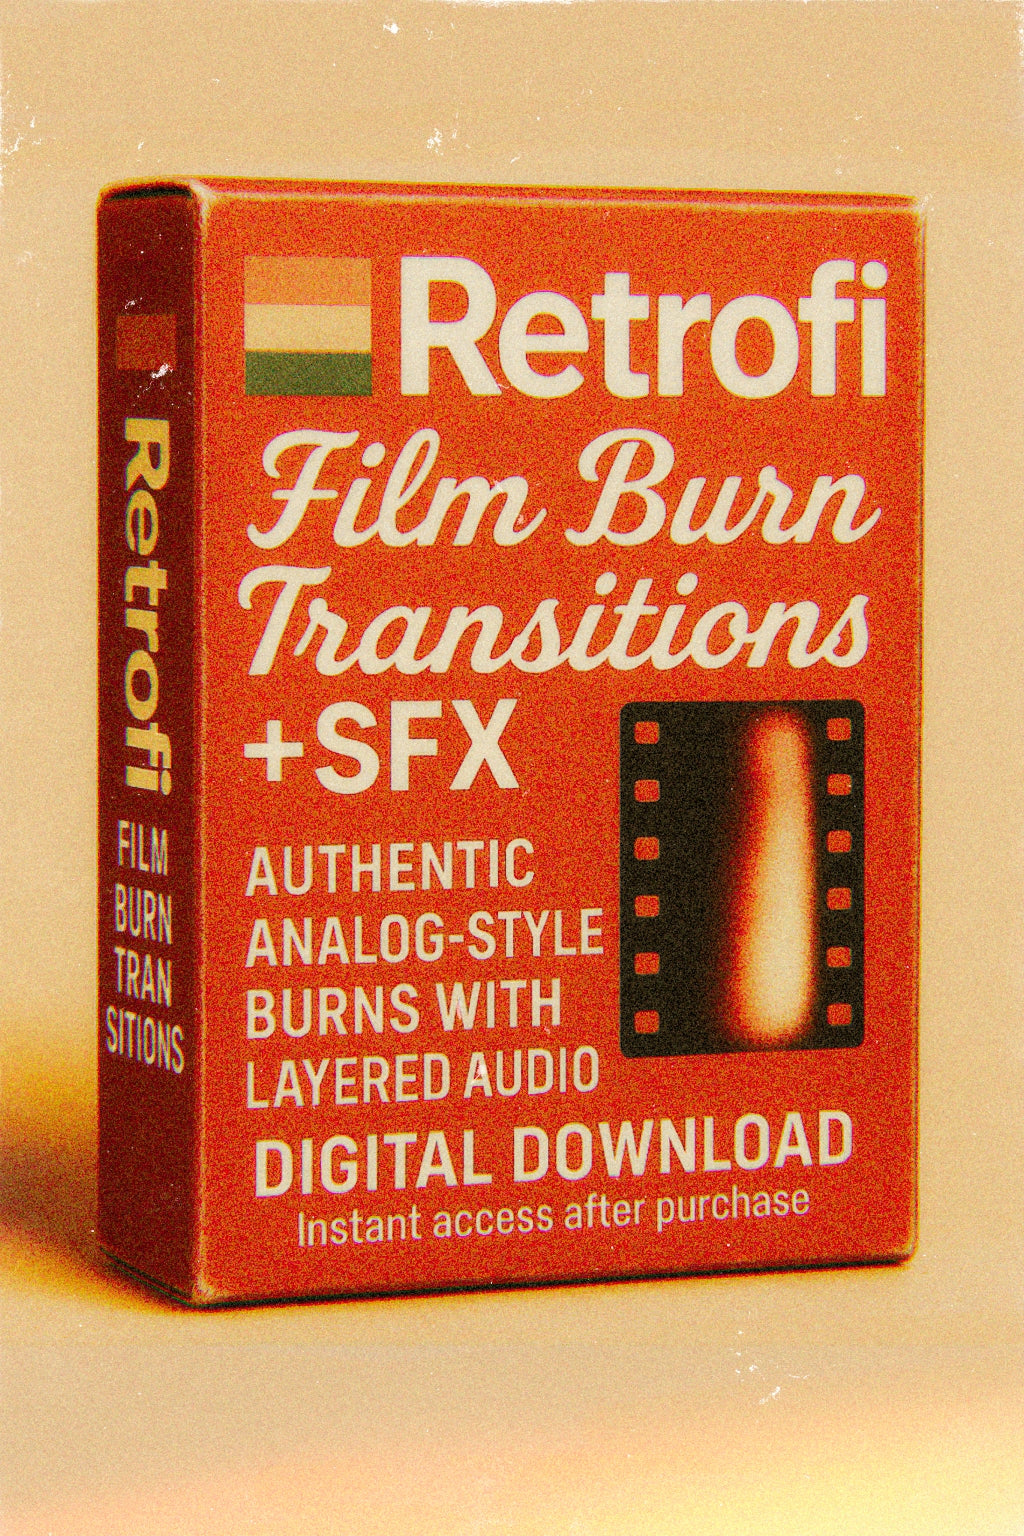 Retrofi
Film Burn
Transitions
+SFX
AUTHENTIC
ANALOG-STYLE
BURNS WITH
LAYERED AUDIO
DIGITAL DOWNLOAD
Instant access after purchase
Retrofi
FILM
BURN
TRAN
SITIONS